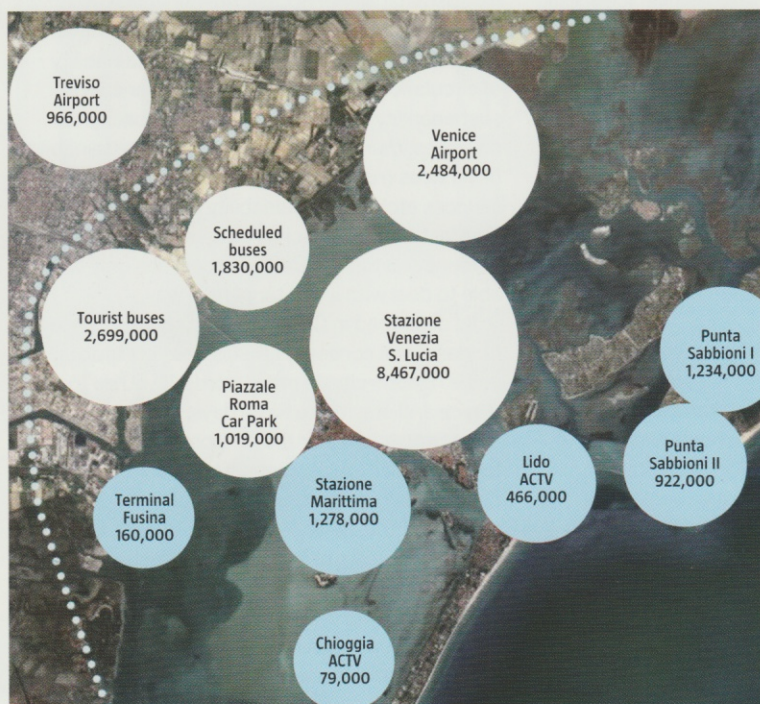 Treviso
Airport
966,000
Venice
Airport
2,484,000
Scheduled
buses
1,830,000
Tourist buses
2,699,000
Stazione
Venezia
S. Lucia
8,467,000
Punta
Sabbioni I
1,234,000
Piazzale
Roma
Car Park
1,019,000
Terminal
Fusina
160,000
Stazione
Marittima
1,278,000
Lido
ACTV
466,000
Punta
Sabbioni II
922,000
Chioggia
ACTV
79,000